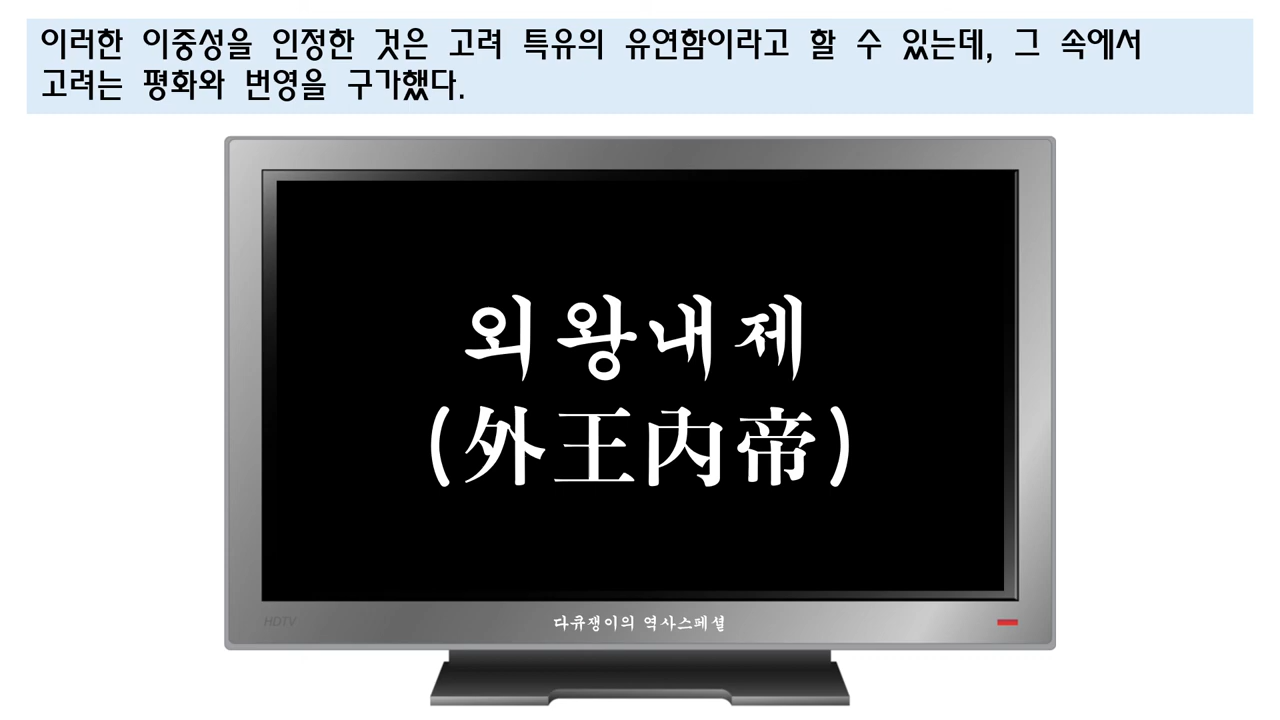 이러한 이중성을 인정한 것은 고려 특유의 유연함이라고 할 수 있는데, 그 속에서
고려는 평화와 번영을 구가했다.
외왕내제
(外王内帝)
HDTV
다큐쟁이의 역사스페셜